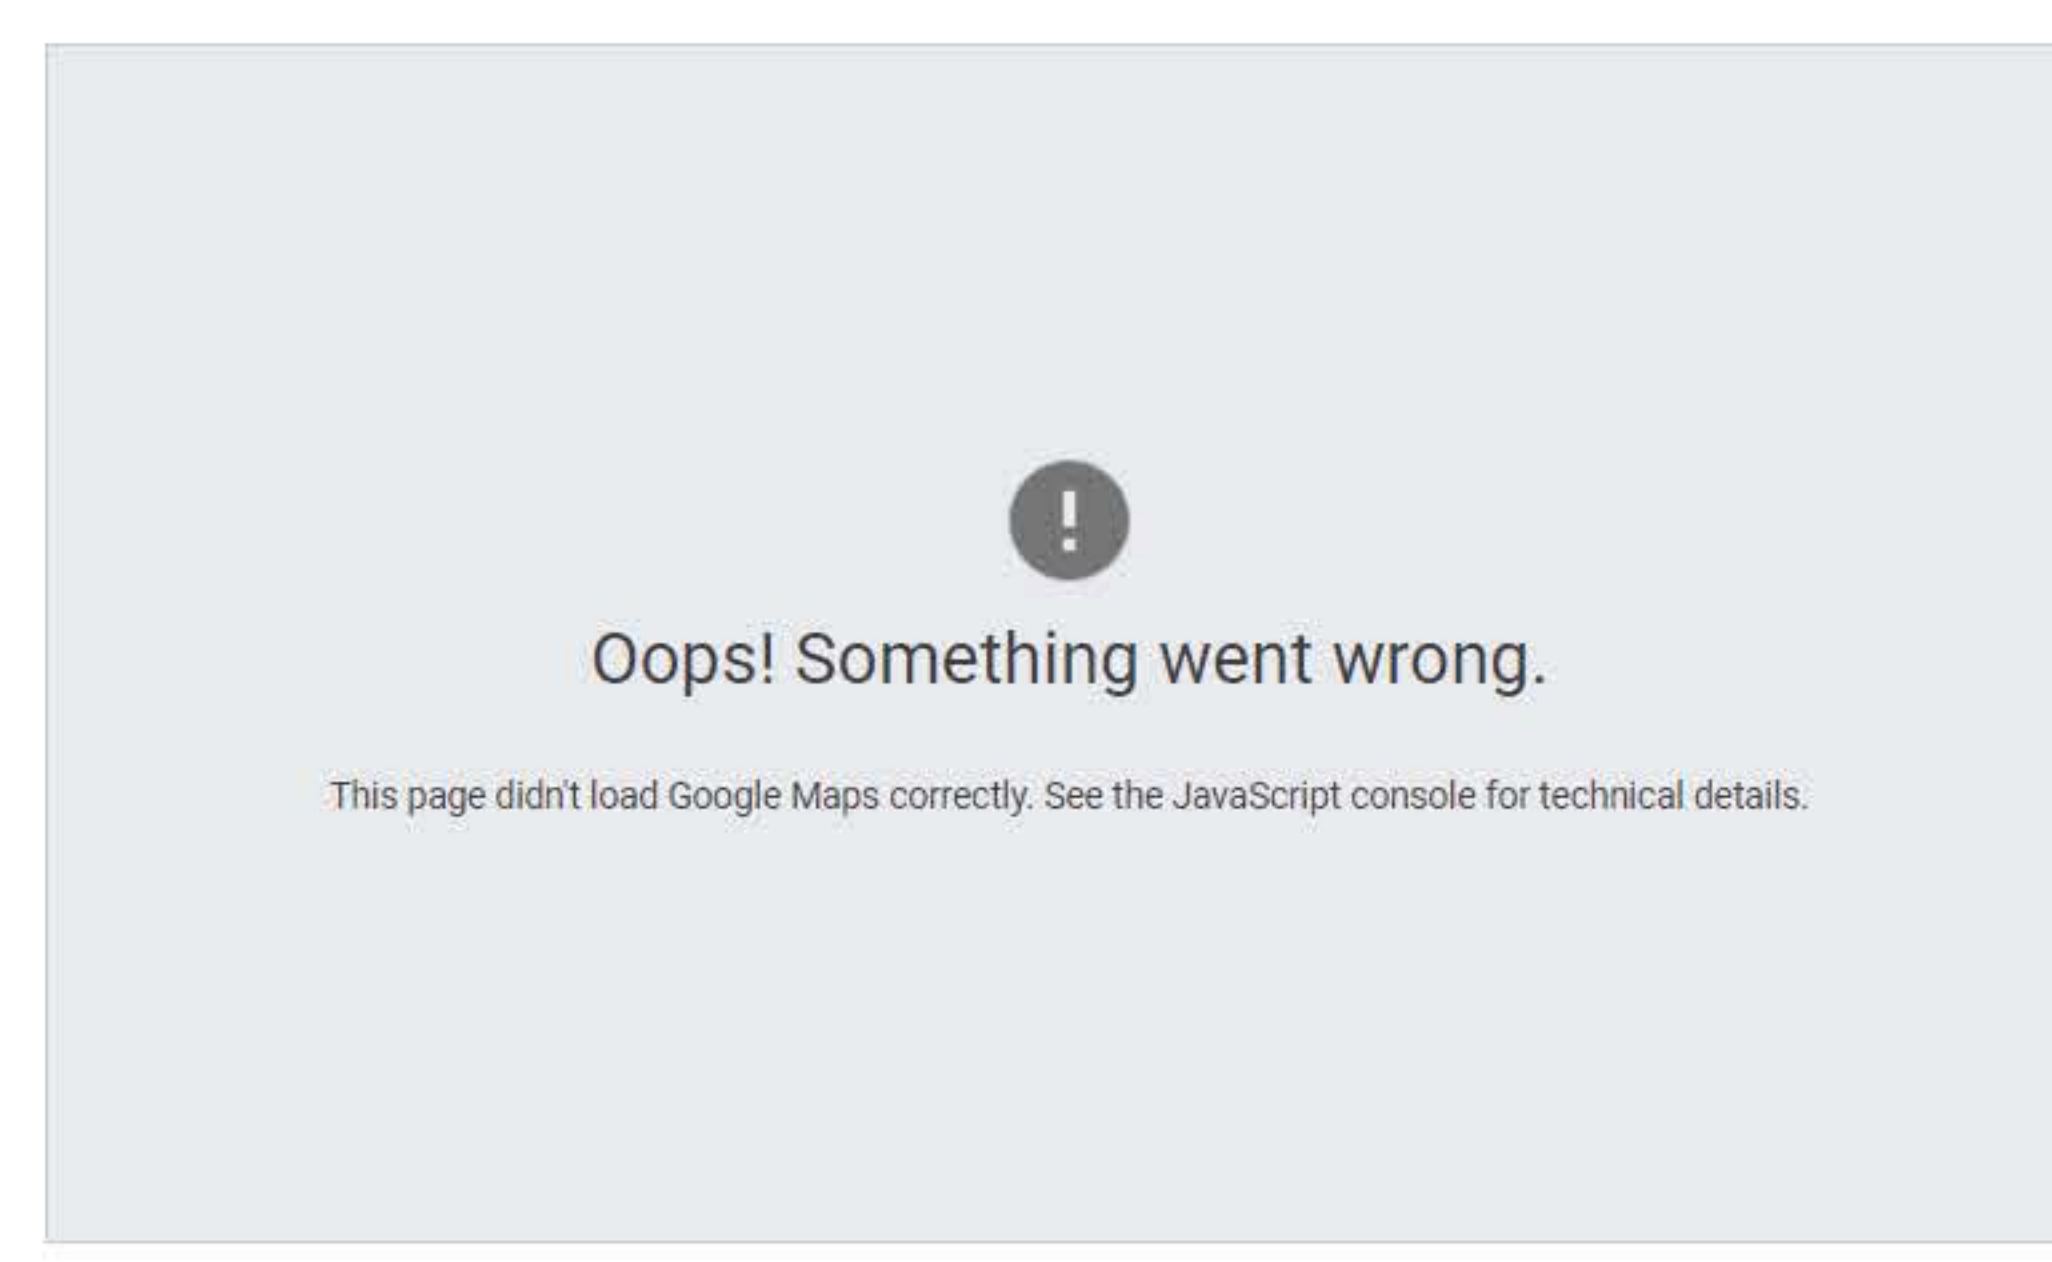 !
Oops! Something went wrong.
This page didn't load Google Maps correctly. See the JavaScript console for technical details.